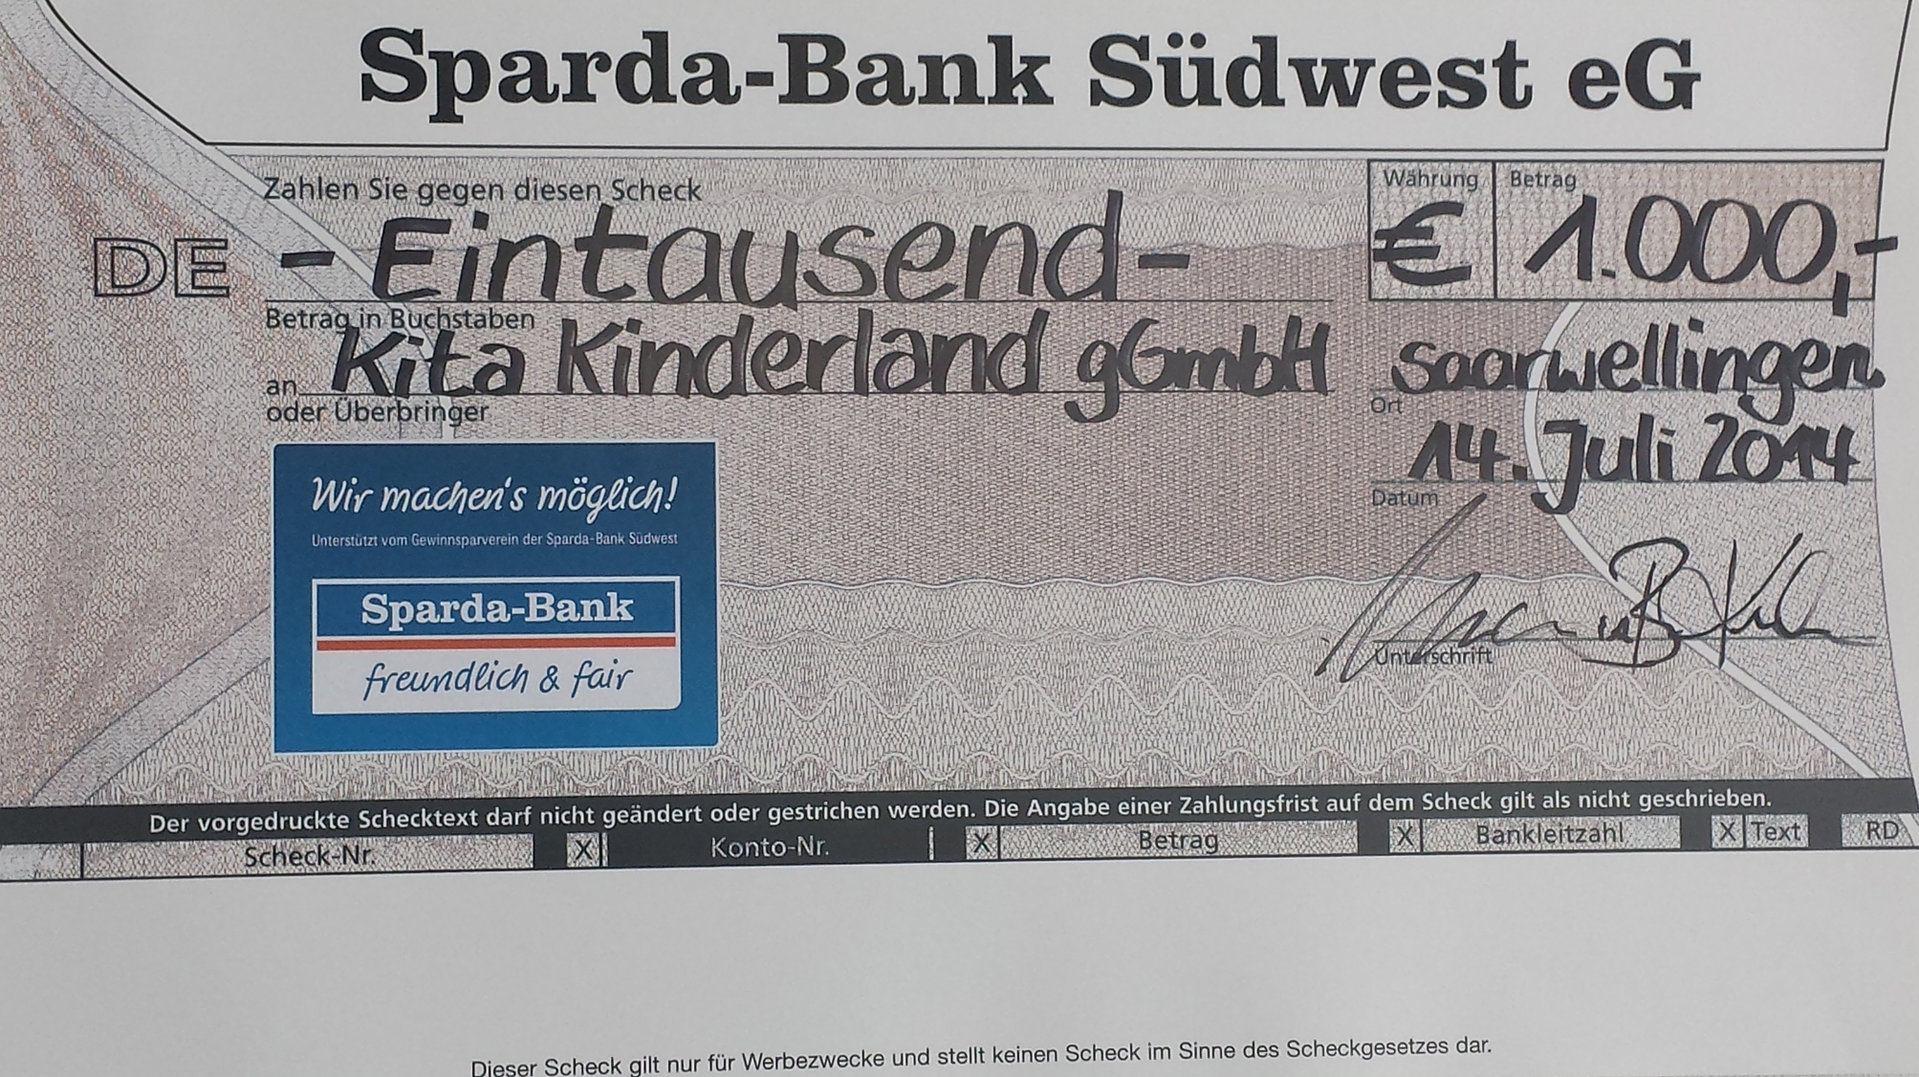 Sparda-Bank Südwest eG
Zahlen Sie gegen diesen Scheck
Währung Betrag
DE - Eintausend - € 1.000,-
Betrag in Buchstaben
an Kita Kinderland gGmbH Saarwellingen
oder Überbringer Ort
14. Juli 2014
Datum
Wir machen's möglich!
Unterstützt vom Gewinnsparverein der Sparda-Bank Südwest
Sparda-Bank
freundlich & fair
Unterschrift
Der vorgedruckte Schecktext darf nicht geändert oder gestrichen werden. Die Angabe einer Zahlungsfrist auf dem Scheck gilt als nicht geschrieben.
Scheck-Nr. X Konto-Nr. X Betrag X Bankleitzahl X Text RD
Dieser Scheck gilt nur für Werbezwecke und stellt keinen Scheck im Sinne des Scheckgesetzes dar.